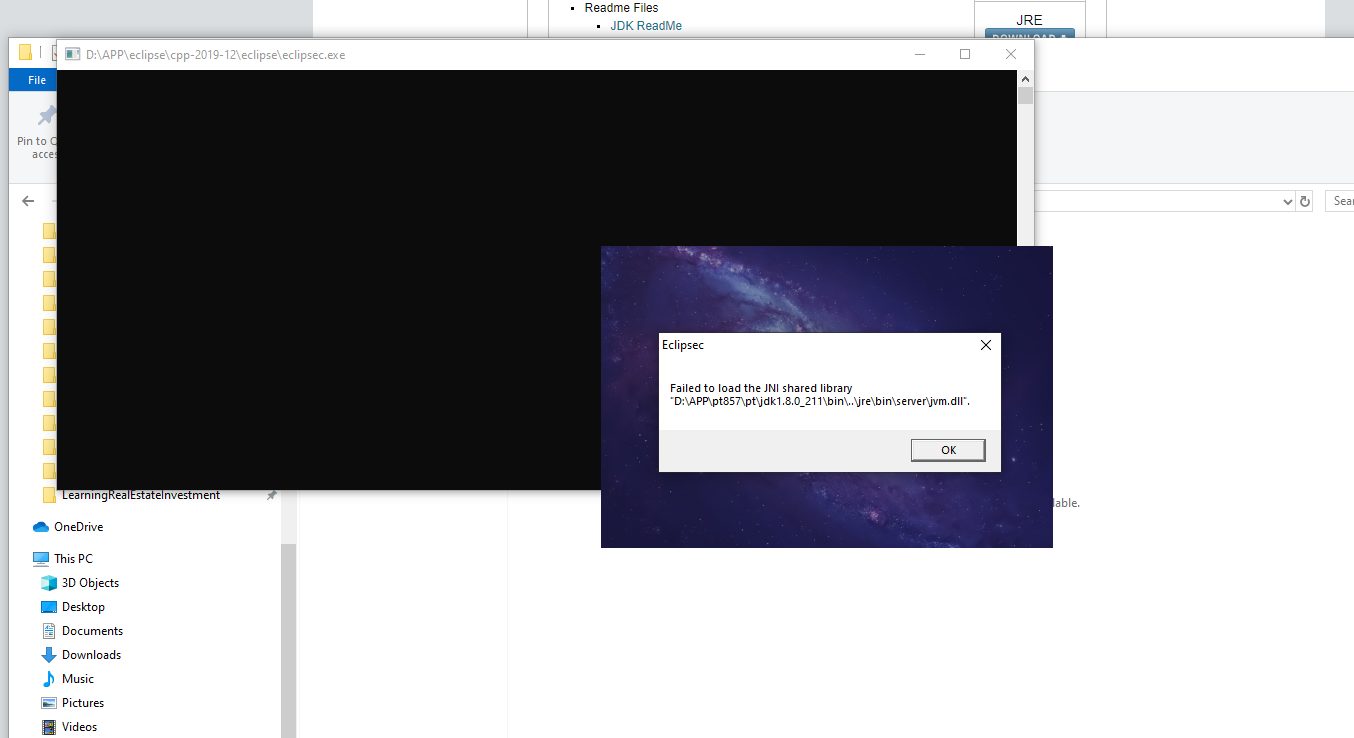 Readme Files
JDK ReadMe
JRE
DOWNLOAD
D:\APP\eclipse\cpp-2019-12\eclipse\eclipsec.exe
File
Pin to Q
acces
Sear
Eclipsec
Failed to load the JNI shared library
"D:\APP\pt857\pt\jdk1.8.0_211\bin\..\jre\bin\server\jvm.dll".
OK
LearningRealEstateInvestment
lable.
OneDrive
This PC
3D Objects
Desktop
Documents
Downloads
Music
Pictures
Videos